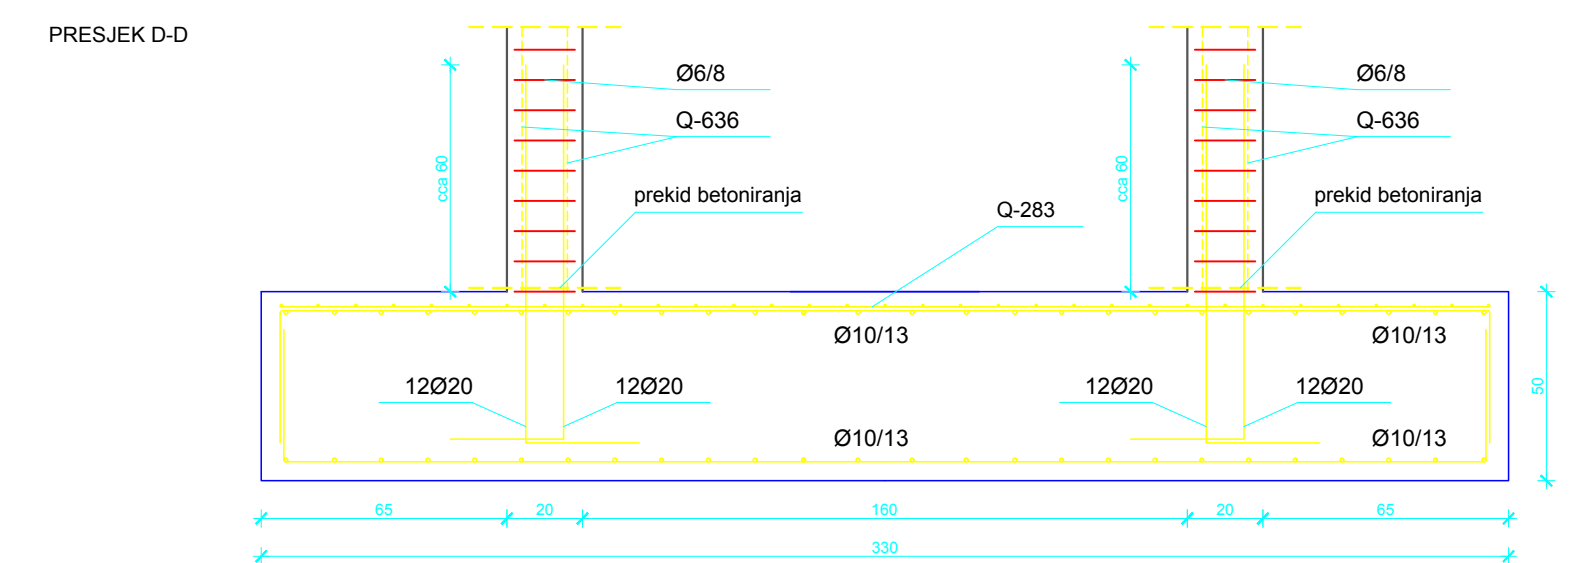 PRESJEK D-D
Ø6/8
Ø6/8
Q-636
Q-636
cca 60
cca 60
prekid betoniranja
prekid betoniranja
Q-283
Ø10/13
Ø10/13
12Ø20
12Ø20
12Ø20
12Ø20
50
Ø10/13
Ø10/13
65
20
160
20
65
330